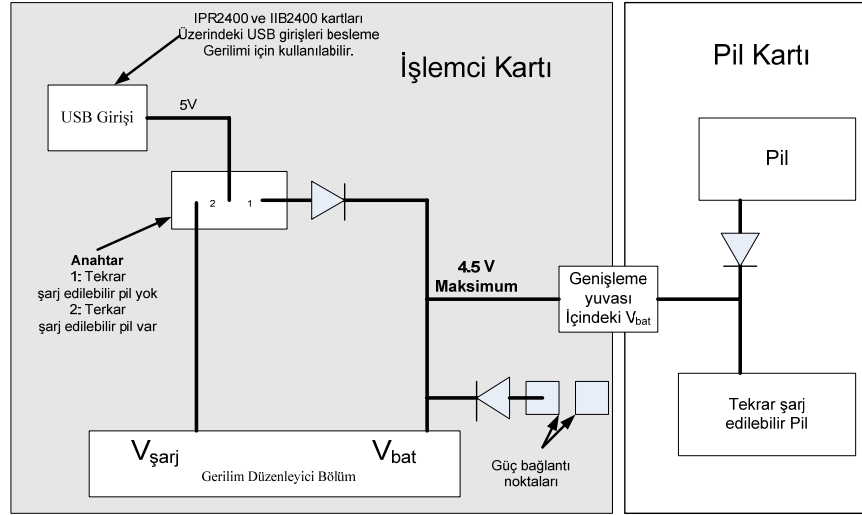 IPR2400 ve IIB2400 kartları
Üzerindeki USB girişleri besleme
Gerilimi için kullanılabilir.
İşlemci Kartı
Pil Kartı
USB Girişi
5V
2
1
Pil
Anahtar
1: Tekrar
şarj edilebilir pil yok
2: Terkar
şarj edilebilir pil var
4.5 V
Maksimum
Genişleme
yuvası
İçindeki Vbat
Tekrar şarj
edilebilir Pil
Güç bağlantı
noktaları
Vşarj
Vbat
Gerilim Düzenleyici Bölüm